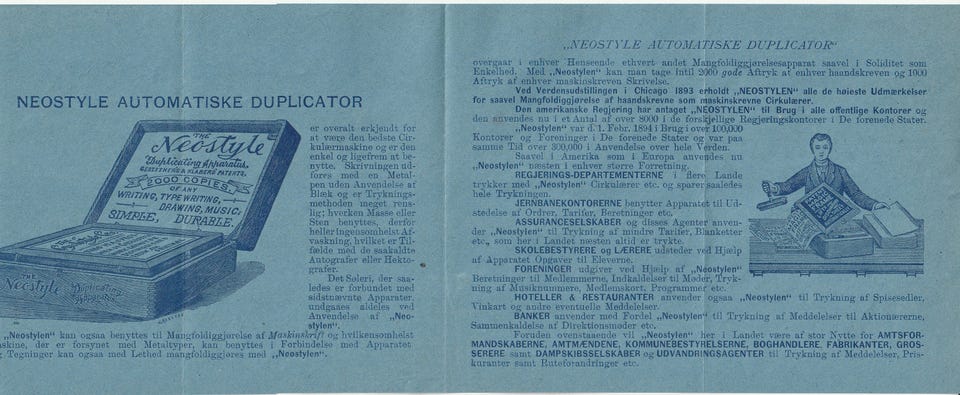 NEOSTYLE AUTOMATISKE DUPLICATOR
THE
Neostyle
Duplicating Apparatus.
GESTETNER & KLABERS PATENTS.
2000 COPIES.
OF ANY
WRITING, TYPE WRITING,
DRAWING, MUSIC.
SIMPLE, DURABLE.
THE
Neostyle
Duplicating
Apparatus
er overalt erkjendt for
at være den bedste Cir-
kulærmaskine og er den
enkel og ligefrem at be-
nytte. Skrivningen ud-
føres med en Metal-
pen uden Anvendelse af
Blæk og er Tryknings-
methoden meget rens-
lig; hverken Masse eller
Sten benyttes, derfor
heller ingensomhelst Af-
vaskning, hvilket er Til-
fælde med de saakaldte
Autografer eller Hekto-
grafer.
Det Søleri, der saa-
ledes er forbundet med
sidstnævnte Apparater,
undgaaes aldeles ved
Anvendelse af „Neo-
stylen“.
„Neostylen“ kan ogsaa benyttes til Mangfoldiggjørelse af Maskinskrift og hvilkensomhelst
skine, der er forsynet med Metaltyper, kan benyttes i Forbindelse med Apparatet
Tegninger kan ogsaa med Lethed mangfoldiggjøres med „Neostylen“.
„NEOSTYLE AUTOMATISKE DUPLICATOR“
overgaar i enhver Henseende ethvert andet Mangfoldiggjørelsesapparat saavel i Soliditet som
Enkelhed. Med „Neostylen“ kan man tage intil 2000 gode Aftryk at enhver haandskreven og 1000
Aftryk af enhver maskinskreven Skrivelse.
Ved Verdensudstillingen i Chicago 1893 erholdt „NEOSTYLEN“ alle de høieste Udmærkelser
for saavel Mangfoldiggjørelse af haandskrevne som maskinskrevne Cirkulærer.
Den amerikanske Regjering har antaget „NEOSTYLEN“ til Brug i alle offentlige Kontorer og
den anvendes nu i et Antal af over 8000 i de forskjellige Regjeringskontorer i De forenede Stater.
„Neostylen“ var d. 1. Febr. 1894 i Brug i over 100,000
Kontorer og Foreninger i De forenede Stater og var paa
samme Tid over 300,000 i Anvendelse over hele Verden.
Saavel i Amerika som i Europa anvendes nu
„Neostylen“ næsten i enhver større Forretning.
REGJERINGS-DEPARTEMENTERNE i flere Lande
trykker med „Neostylen“ Cirkulærer etc. og sparer saaledes
hele Trykningen.
JERNBANEKONTORERNE benytter Apparatet til Ud-
stedelse af Ordrer, Tarifer, Beretninger etc.
ASSURANCESELSKABER og disses Agenter anven-
der „Neostylen“ til Trykning af mindre Tarifer, Blanketter
etc., som her i Landet næsten altid er trykte.
SKOLEBESTYRERE og LÆRERE udsteder ved Hjælp
af Apparatet Opgaver til Eleverne.
FORENINGER udgiver ved Hjælp af „Neostylen“
Beretninger til Medlemmerne, Indkaldelser til Møder, Tryk-
ning af Musiknummere, Medlemskort, Programmer etc.
HOTELLER & RESTAURANTER anvender ogsaa „Neostylen“ til Trykning af Spisesedler,
Vinkart og andre eventuelle Meddelelser.
BANKER anvender med Fordel „Neostylen“ til Trykning af Meddelelser til Aktionærerne,
Sammenkaldelse af Direktionsmøder etc.
Foruden ovenstaaende vil „Neostylen“ her i Landet være af stor Nytte for AMTSFOR-
MANDSKABERNE, AMTMÆNDENE, KOMMUNEBESTYRELSERNE, BOGHANDLERE, FABRIKANTER, GROS-
SERERE samt DAMPSKIBSSELSKABER og UDVANDRINGSAGENTER til Trykning af Meddelelser, Pris-
kuranter samt Ruteforandringer etc.